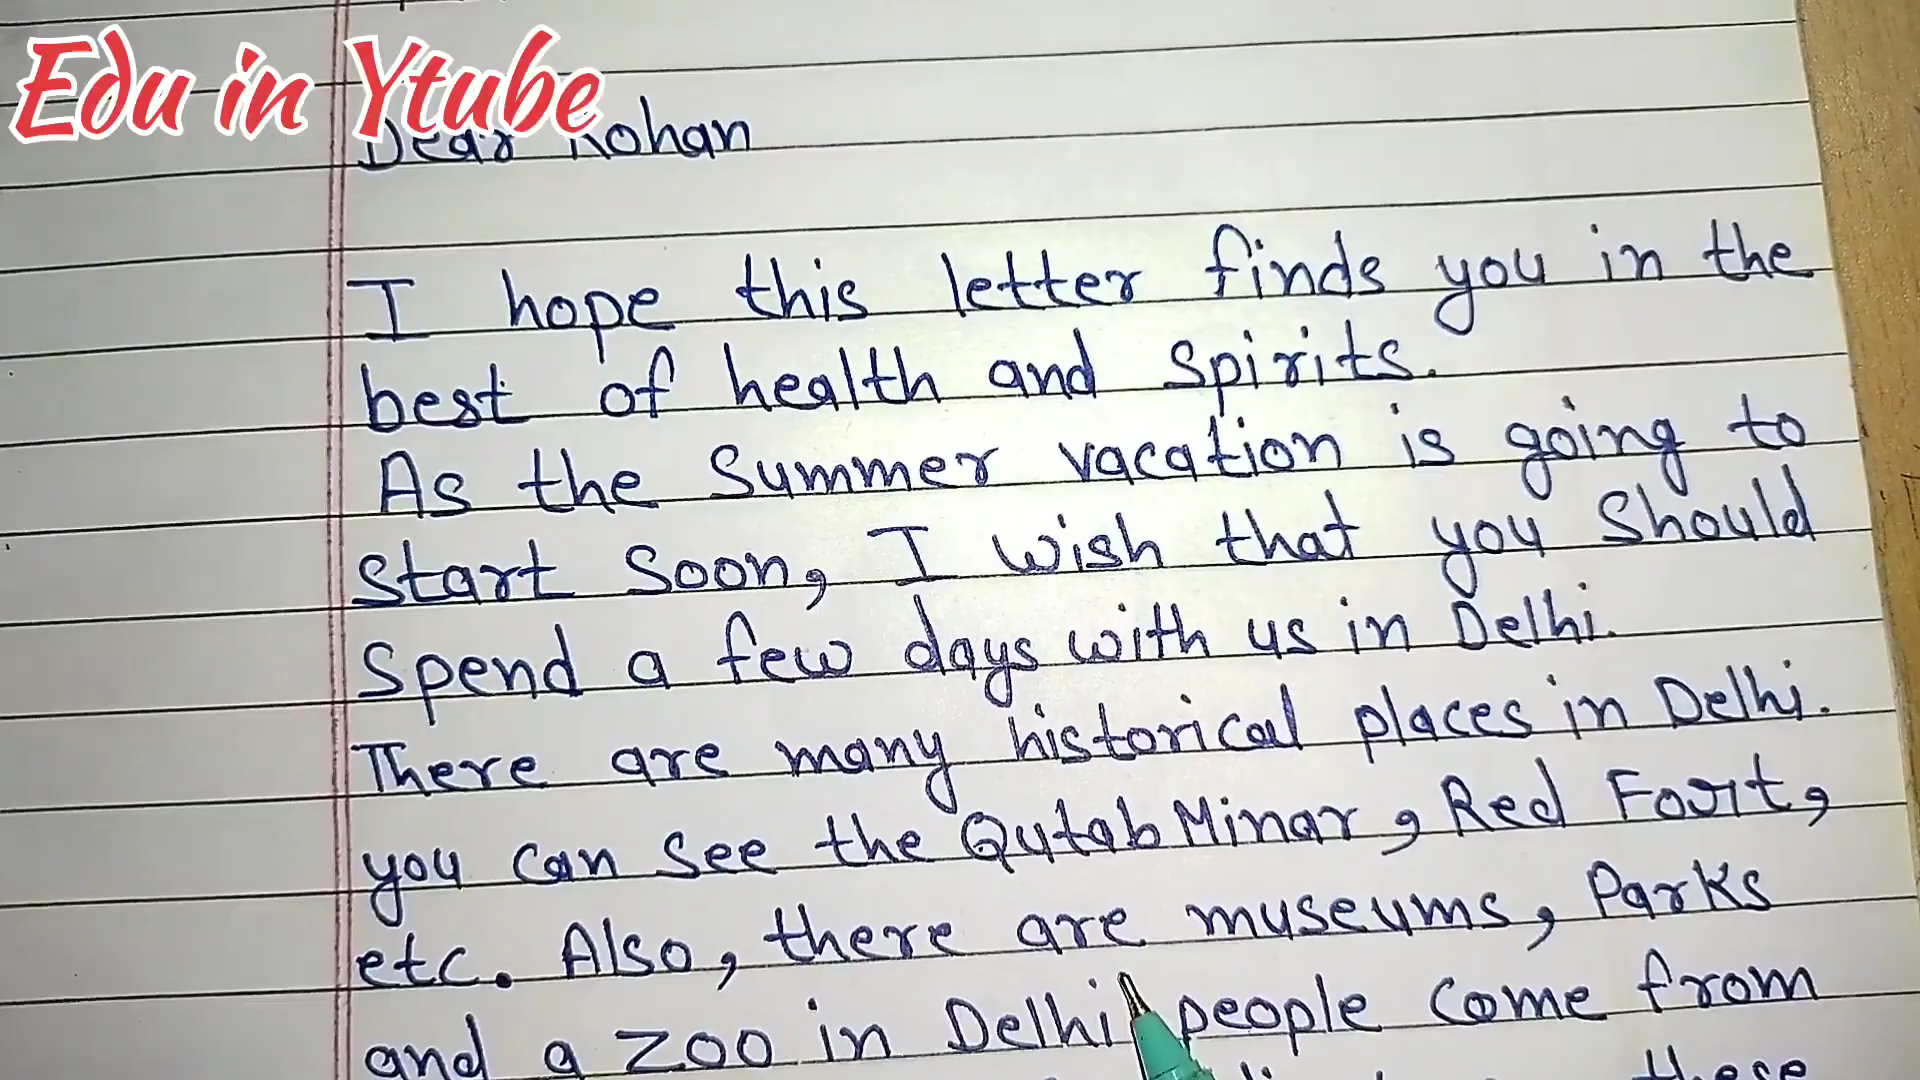 Edu in Ytube
Dear Rohan
I hope this letter finds you in the
best of health and spirits.
As the Summer vacation is going to
start soon, I wish that you should
spend a few days with us in Delhi.
There are many historical places in Delhi.
you can see the Qutab Minar, Red Fort,
etc. Also, there are museums, Parks
and a zoo in Delhi people come from
these